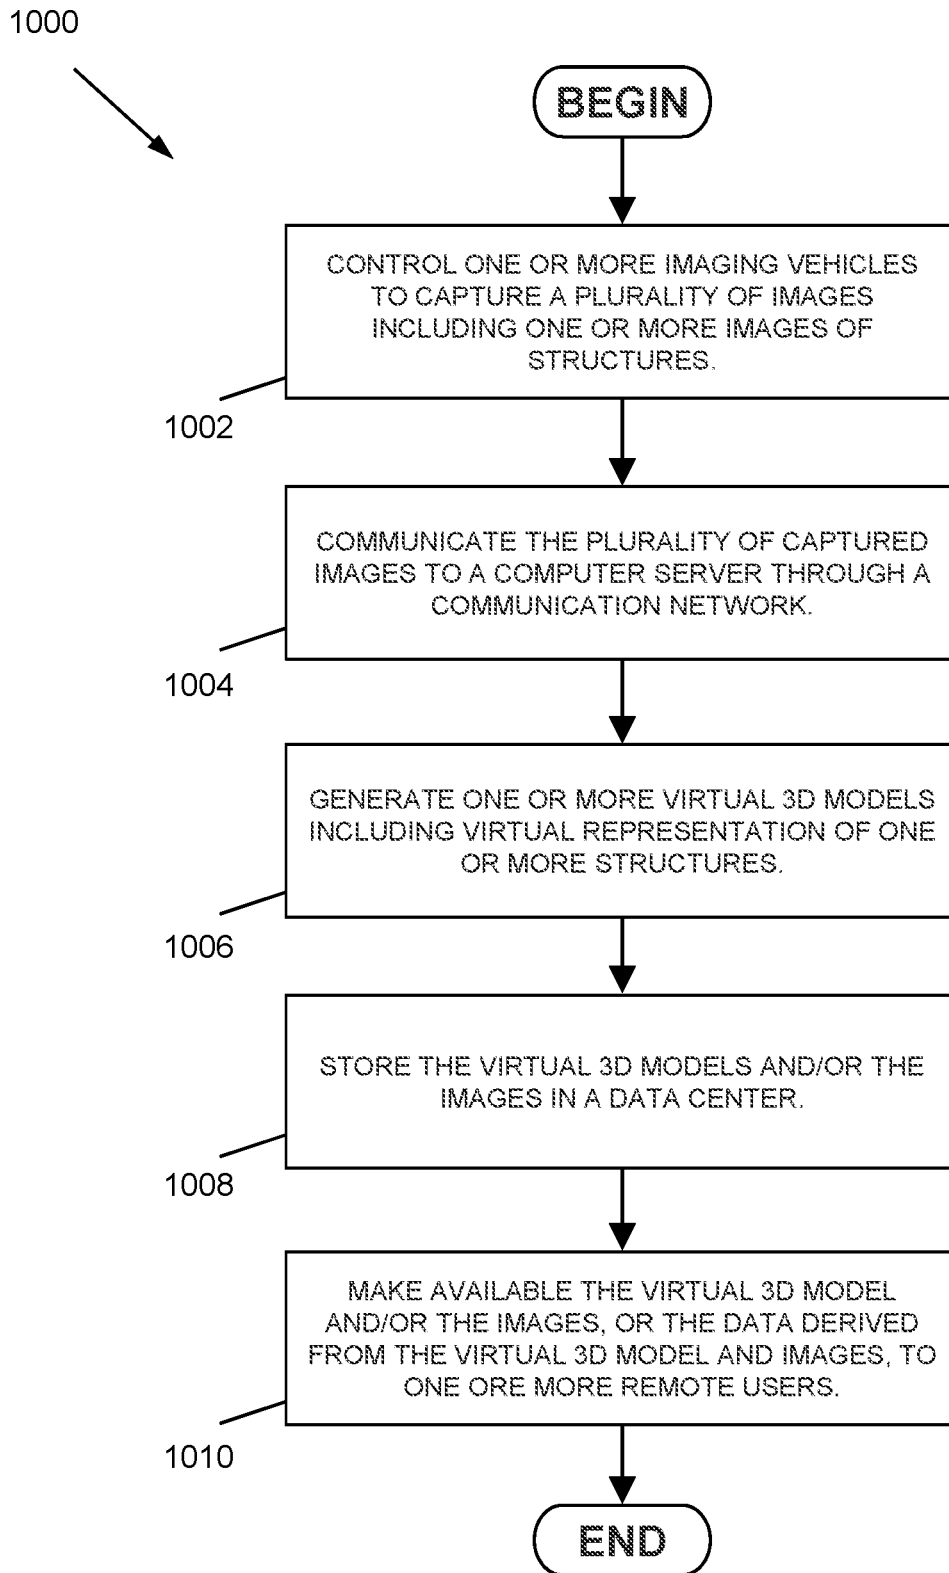 1000
BEGIN
CONTROL ONE OR MORE IMAGING VEHICLES
TO CAPTURE A PLURALITY OF IMAGES
INCLUDING ONE OR MORE IMAGES OF
STRUCTURES.
1002
COMMUNICATE THE PLURALITY OF CAPTURED
IMAGES TO A COMPUTER SERVER THROUGH A
COMMUNICATION NETWORK.
1004
GENERATE ONE OR MORE VIRTUAL 3D MODELS
INCLUDING VIRTUAL REPRESENTATION OF ONE
OR MORE STRUCTURES.
1006
STORE THE VIRTUAL 3D MODELS AND/OR THE
IMAGES IN A DATA CENTER.
1008
MAKE AVAILABLE THE VIRTUAL 3D MODEL
AND/OR THE IMAGES, OR THE DATA DERIVED
FROM THE VIRTUAL 3D MODEL AND IMAGES, TO
ONE ORE MORE REMOTE USERS.
1010
END